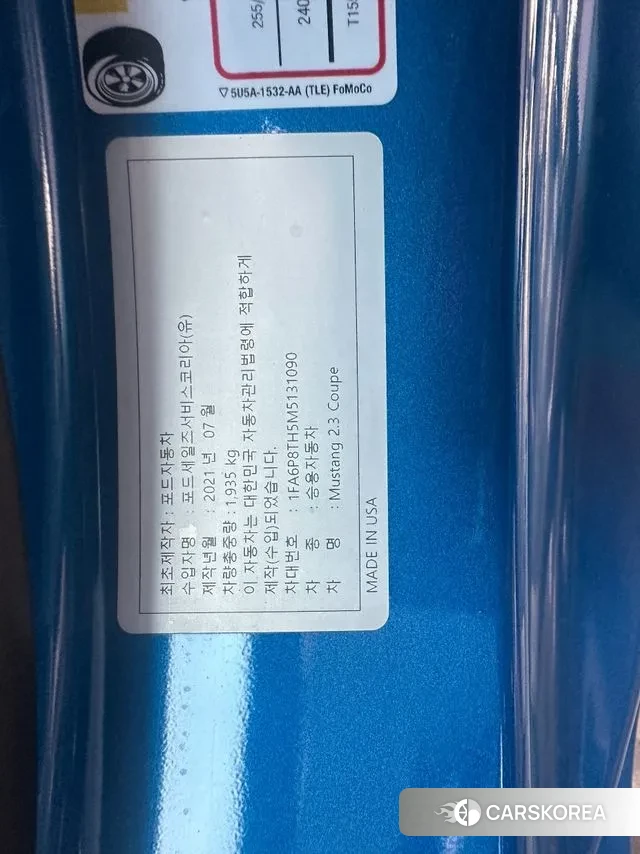 255/
240
T155
▽ 5U5A-1532-AA (TLE) FoMoCo
최초제작자 : 포드자동차
수입자명 : 포드세일즈서비스코리아(유)
제작년월 : 2021 년 07 월
차량총중량 : 1,935 kg
이 자동차는 대한민국 자동차관리법령에 적합하게
제작(수입)되었습니다.
차대번호 : 1FA6P8TH5M5131090
차 종 : 승용자동차
차 명 : Mustang 2.3 Coupe
MADE IN USA
CARSKOREA